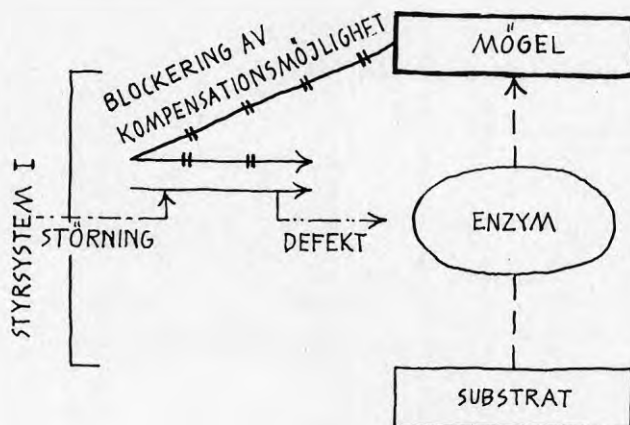 BLOCKERING AV
KOMPENSATIONSMÖJLIGHET
MÖGEL
STYRSYSTEM I
STÖRNING
DEFEKT
ENZYM
SUBSTRAT